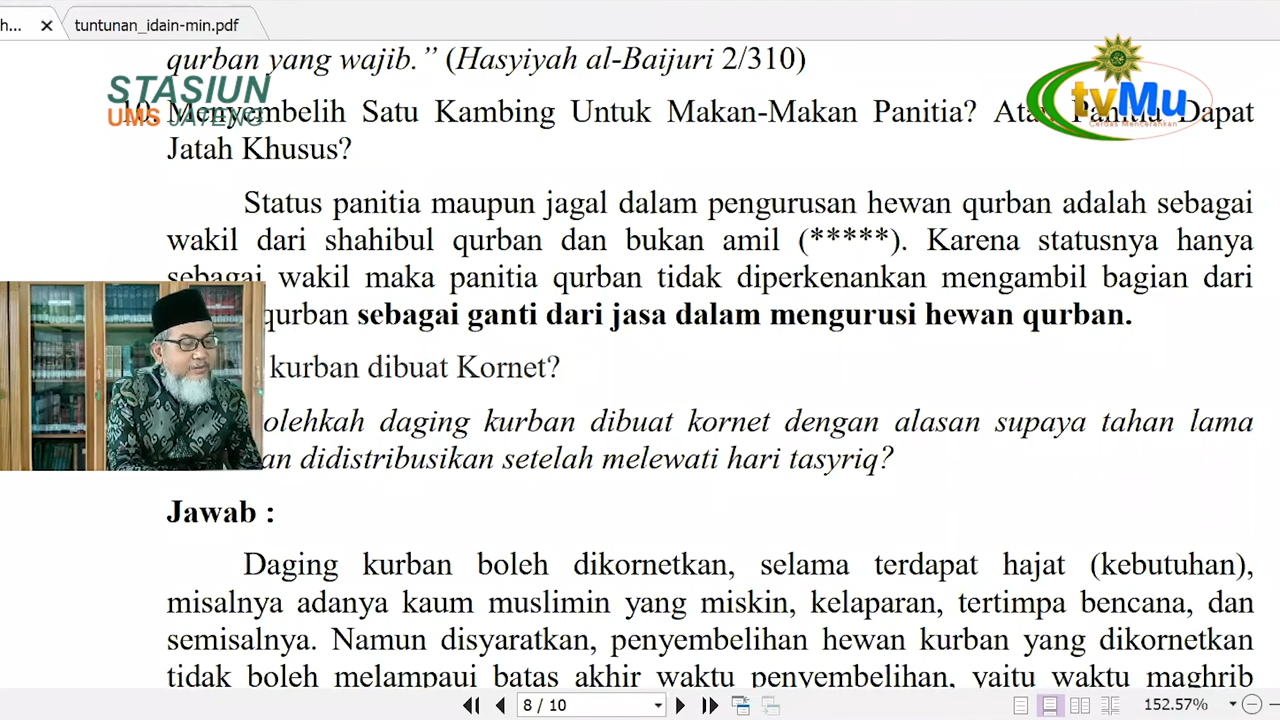 h...
tuntunan_idain-min.pdf
qurban yang wajib.” (Hasyiyah al-Baijuri 2/310)
STASIUN
UMS JATENG
tvMu
Cerdas Mencerahkan
10. Menyembelih Satu Kambing Untuk Makan-Makan Panitia? Atau Panitia Dapat
Jatah Khusus?
Status panitia maupun jagal dalam pengurusan hewan qurban adalah sebagai
wakil dari shahibul qurban dan bukan amil (*****). Karena statusnya hanya
sebagai wakil maka panitia qurban tidak diperkenankan mengambil bagian dari
qurban sebagai ganti dari jasa dalam mengurusi hewan qurban.
kurban dibuat Kornet?
olehkah daging kurban dibuat kornet dengan alasan supaya tahan lama
an didistribusikan setelah melewati hari tasyriq?
Jawab :
Daging kurban boleh dikornetkan, selama terdapat hajat (kebutuhan),
misalnya adanya kaum muslimin yang miskin, kelaparan, tertimpa bencana, dan
semisalnya. Namun disyaratkan, penyembelihan hewan kurban yang dikornetkan
tidak boleh melampaui batas akhir waktu penyembelihan, yaitu waktu maghrib
8 / 10
152.57%